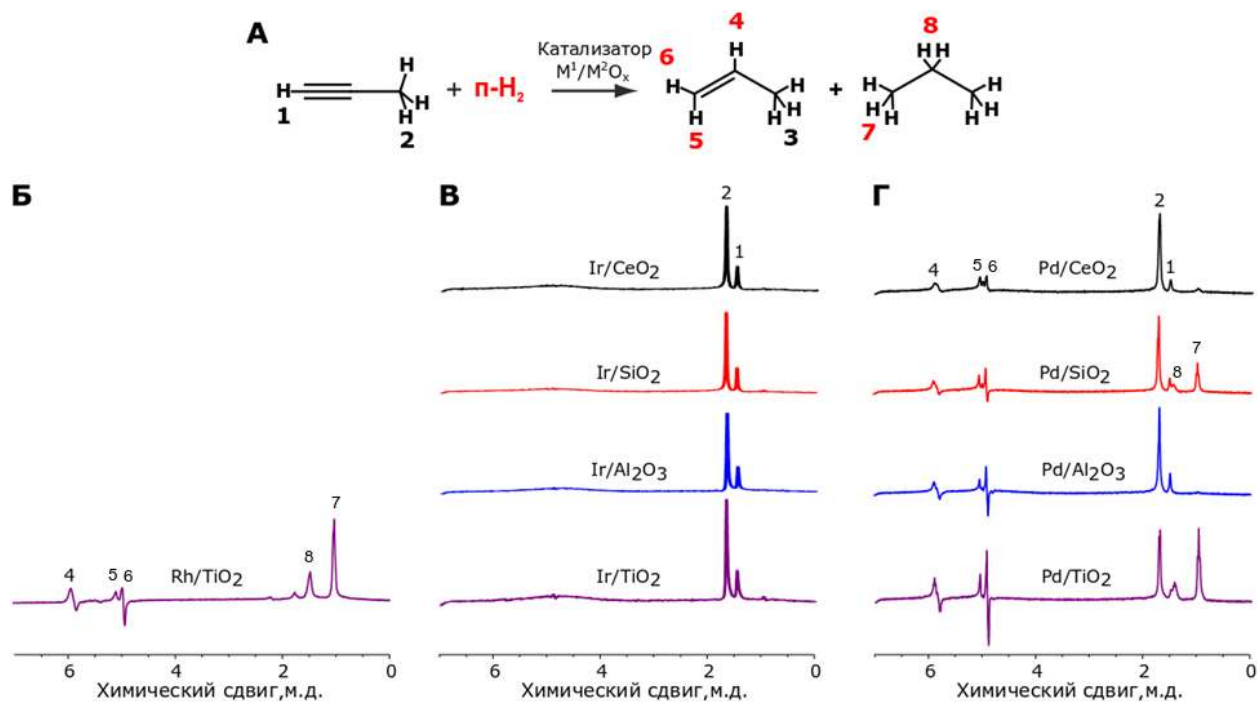 А
H
1
H
H
H
2
+ п-H₂
Катализатор
M¹/M²Oₓ
6
4
H
H
H
5
H
H H
3
+
8
H H
H
H
H
H
H
H
7
Б
4
5 6
Rh/TiO₂
8
7
6 4 2 0
Химический сдвиг,м.д.
В
2
1
Ir/CeO₂
Ir/SiO₂
Ir/Al₂O₃
Ir/TiO₂
6 4 2 0
Химический сдвиг,м.д.
Г
4
5 6
Pd/CeO₂
2
1
Pd/SiO₂
8
7
Pd/Al₂O₃
Pd/TiO₂
6 4 2 0
Химический сдвиг,м.д.